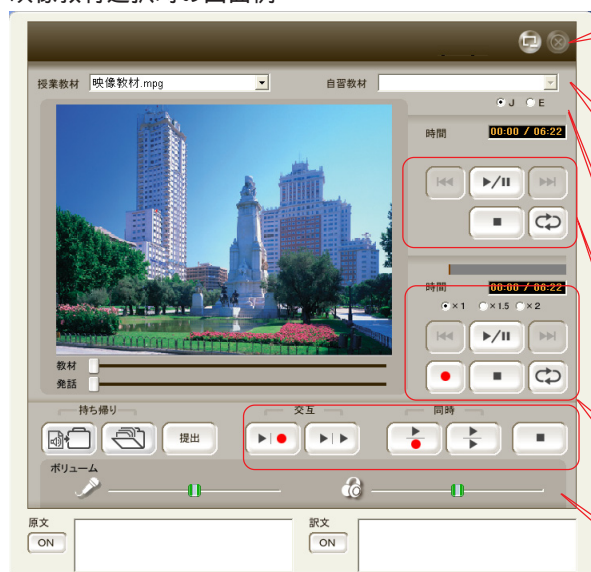 映像教材選択時の画面例
授業教材 映像教材.mpg 自習教材
J E
時間 00:00 / 06:22
時間 00:00 / 06:22
×1 ×1.5 ×2
教材
発話
持ち帰り 交互 同時
提出
ボリューム
原文 訳文
ON ON